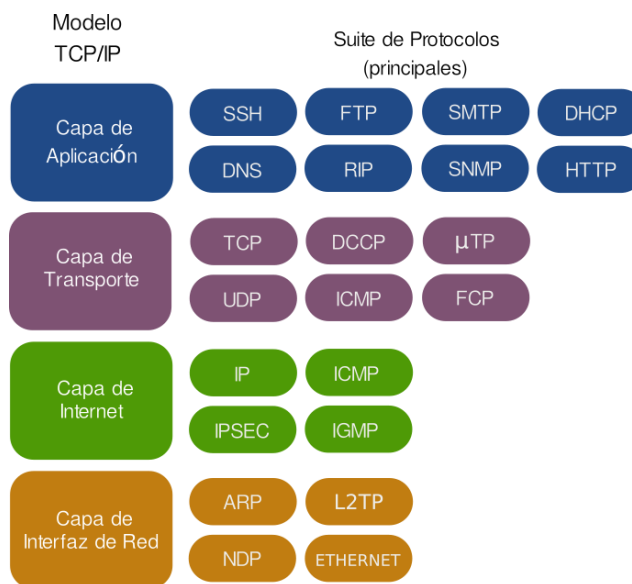 Modelo
TCP/IP
Suite de Protocolos
(principales)
Capa de
Aplicación
SSH
FTP
SMTP
DHCP
DNS
RIP
SNMP
HTTP
Capa de
Transporte
TCP
DCCP
µTP
UDP
ICMP
FCP
Capa de
Internet
IP
ICMP
IPSEC
IGMP
Capa de
Interfaz de Red
ARP
L2TP
NDP
ETHERNET